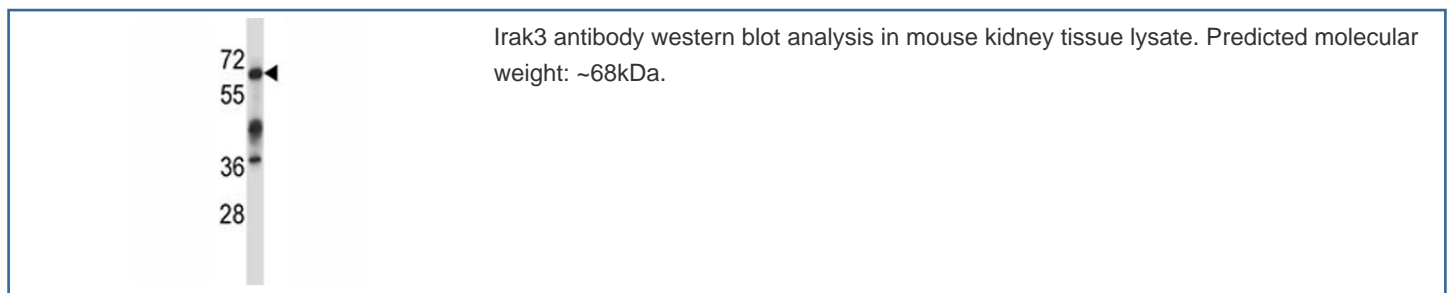 72
55
36
28
Irak3 antibody western blot analysis in mouse kidney tissue lysate. Predicted molecular
weight: ~68kDa.